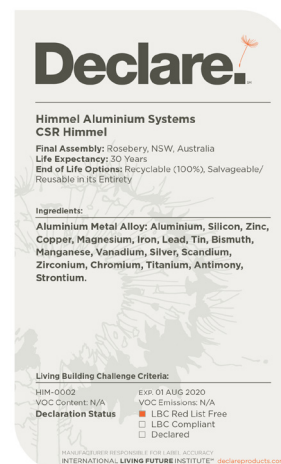 Declare.
Himmel Aluminium Systems
CSR Himmel
Final Assembly: Rosebery, NSW, Australia
Life Expectancy: 30 Years
End of Life Options: Recyclable (100%), Salvageable/
Reusable in its Entirety
Ingredients:
Aluminium Metal Alloy: Aluminium, Silicon, Zinc,
Copper, Magnesium, Iron, Lead, Tin, Bismuth,
Manganese, Vanadium, Silver, Scandium,
Zirconium, Chromium, Titanium, Antimony,
Strontium.
Living Building Challenge Criteria:
HIM-0002 EXP. 01 AUG 2020
VOC Content: N/A VOC Emissions: N/A
Declaration Status LBC Red List Free
LBC Compliant
Declared
MANUFACTURER RESPONSIBLE FOR LABEL ACCURACY
INTERNATIONAL LIVING FUTURE INSTITUTE™ declareproducts.com